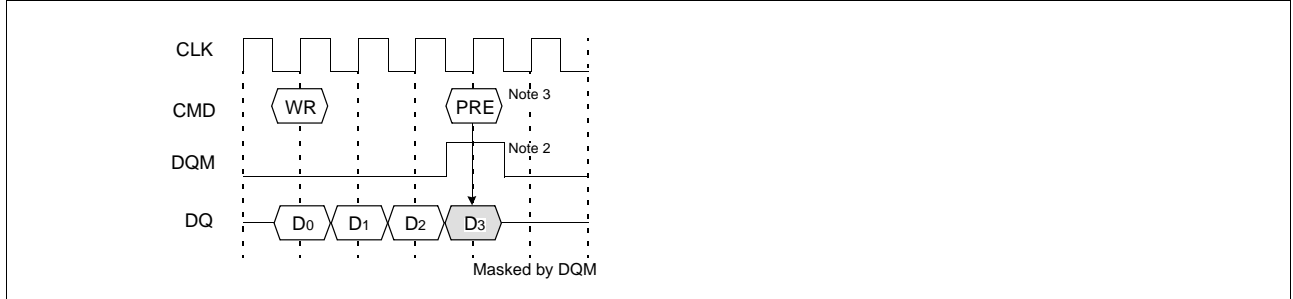 CLK
CMD WR PRE Note 3
DQM Note 2
DQ D0 D1 D2 D3
Masked by DQM